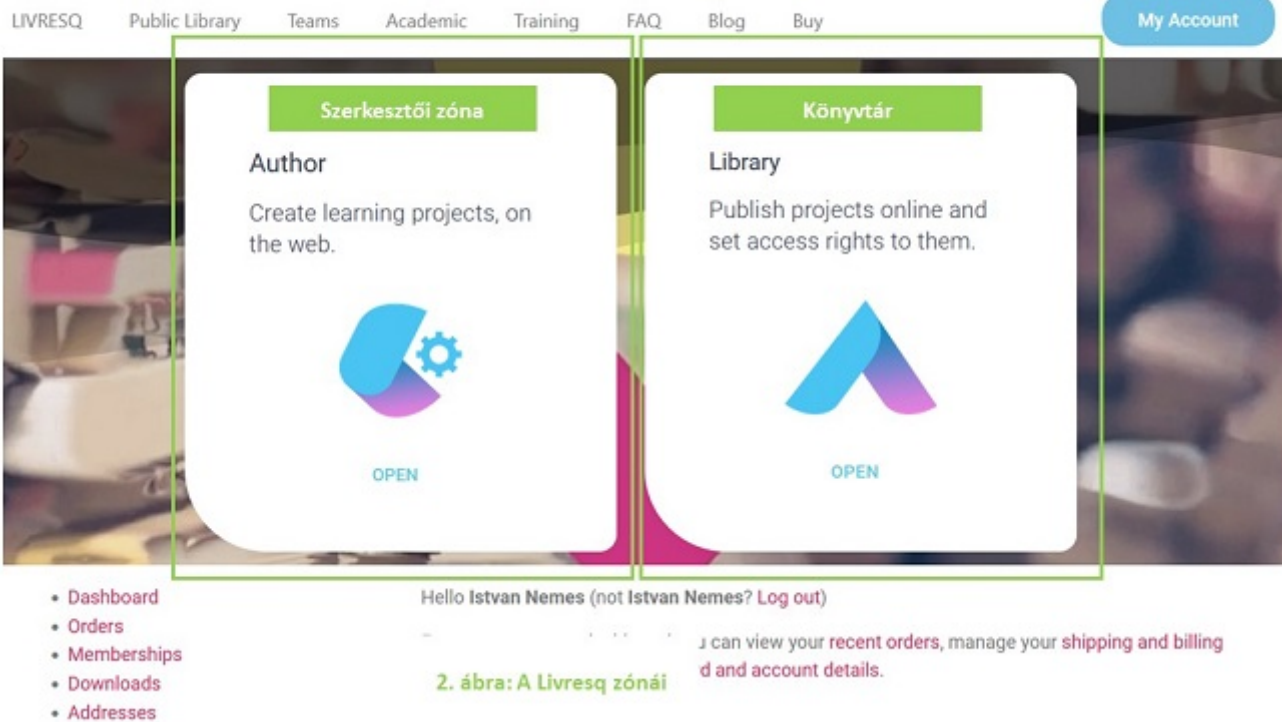 LIVRESQ Public Library Teams Academic Training FAQ Blog Buy My Account
Szerkesztői zóna
Author
Create learning projects, on
the web.
OPEN
Könyvtár
Library
Publish projects online and
set access rights to them.
OPEN
• Dashboard
• Orders
• Memberships
• Downloads
• Addresses
Hello Istvan Nemes (not Istvan Nemes? Log out)
can view your recent orders, manage your shipping and billing
and account details.
2. ábra: A Livresq zónái